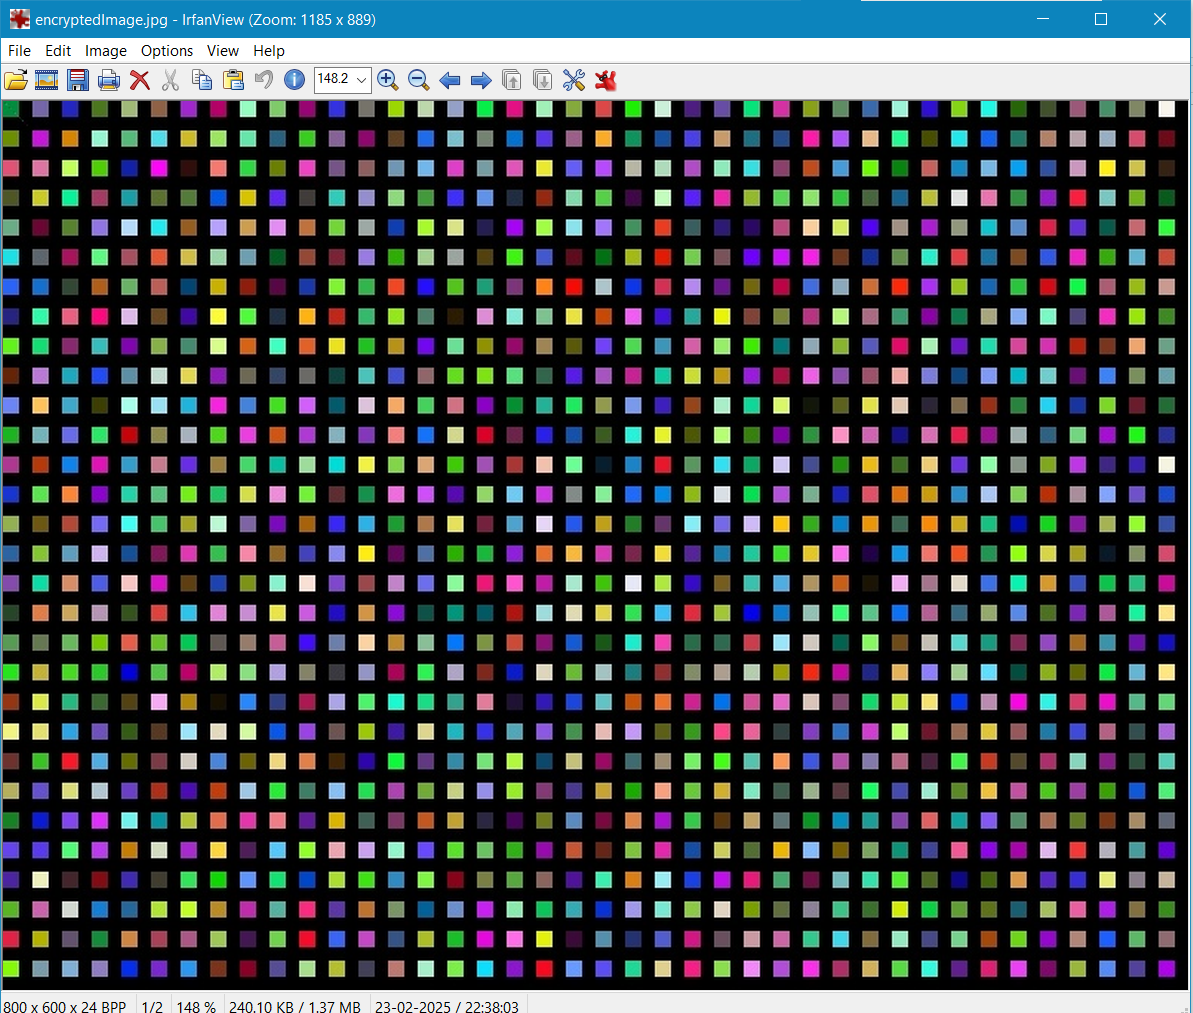 encryptedImage.jpg - IrfanView (Zoom: 1185 x 889)
File Edit Image Options View Help
148.2
800 x 600 x 24 BPP 1/2 148 % 240.10 KB / 1.37 MB 23-02-2025 / 22:38:03